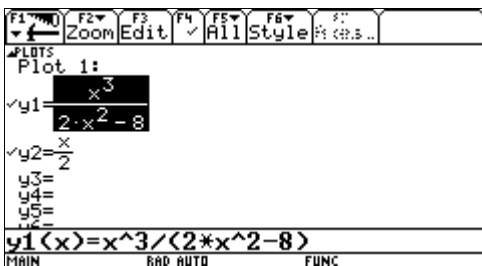 F1 F2 Zoom F3 Edit F4 ✓ F5 All F6 Style
PLOTS
Plot 1:
✓y1=x^3/(2·x^2-8)
✓y2=x/2
y3=
y4=
y5=
y1(x)=x^3/(2*x^2-8)
MAIN RAD AUTO FUNC